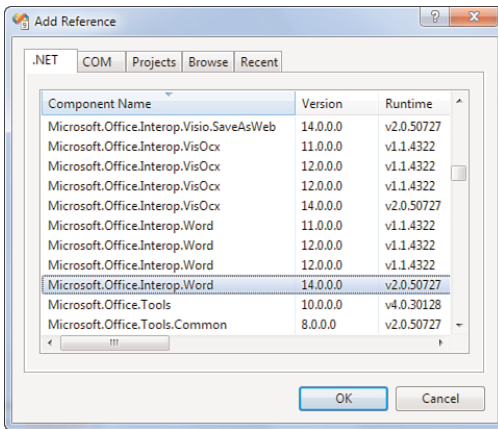 Add Reference
.NET COM Projects Browse Recent
Component Name Version Runtime
Microsoft.Office.Interop.Visio.SaveAsWeb 14.0.0.0 v2.0.50727
Microsoft.Office.Interop.VisOcx 11.0.0.0 v1.1.4322
Microsoft.Office.Interop.VisOcx 12.0.0.0 v1.1.4322
Microsoft.Office.Interop.VisOcx 12.0.0.0 v1.1.4322
Microsoft.Office.Interop.VisOcx 14.0.0.0 v2.0.50727
Microsoft.Office.Interop.Word 11.0.0.0 v1.1.4322
Microsoft.Office.Interop.Word 12.0.0.0 v1.1.4322
Microsoft.Office.Interop.Word 12.0.0.0 v1.1.4322
Microsoft.Office.Interop.Word 14.0.0.0 v2.0.50727
Microsoft.Office.Tools 10.0.0.0 v4.0.30128
Microsoft.Office.Tools.Common 8.0.0.0 v2.0.50727
OK Cancel